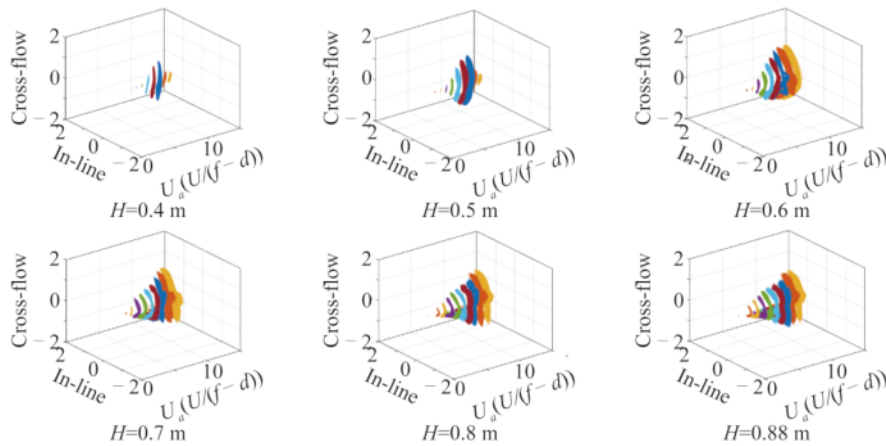 2
0
−2
Cross-flow
2
0
−2
In-line
0
10
U_a(U/(f−d))
H=0.4 m
2
0
−2
Cross-flow
2
0
−2
In-line
0
10
U_a(U/(f−d))
H=0.5 m
2
0
−2
Cross-flow
2
0
−2
In-line
0
10
U_a(U/(f−d))
H=0.6 m
2
0
−2
Cross-flow
2
0
−2
In-line
0
10
U_a(U/(f−d))
H=0.7 m
2
0
−2
Cross-flow
2
0
−2
In-line
0
10
U_a(U/(f−d))
H=0.8 m
2
0
−2
Cross-flow
2
0
−2
In-line
0
10
U_a(U/(f−d))
H=0.88 m